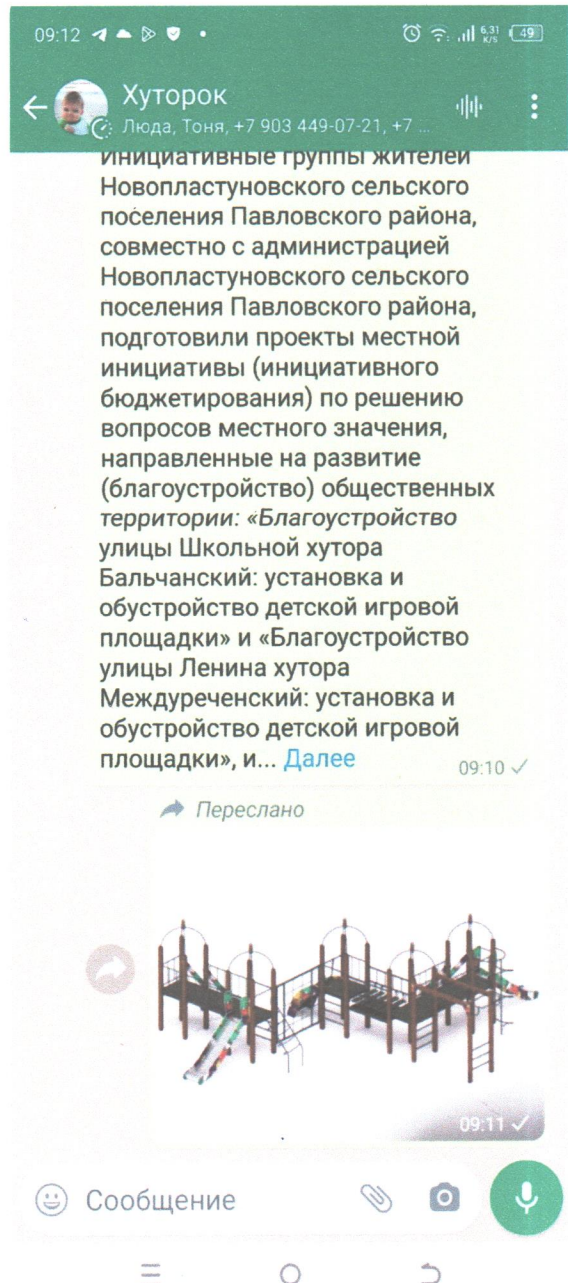 09:12
6,31 K/S 49
Хуторок
Люда, Тоня, +7 903 449-07-21, +7 ...
Инициативные группы жителей
Новопластуновского сельского
поселения Павловского района,
совместно с администрацией
Новопластуновского сельского
поселения Павловского района,
подготовили проекты местной
инициативы (инициативного
бюджетирования) по решению
вопросов местного значения,
направленные на развитие
(благоустройство) общественных
территории: «Благоустройство
улицы Школьной хутора
Бальчанский: установка и
обустройство детской игровой
площадки» и «Благоустройство
улицы Ленина хутора
Междуреченский: установка и
обустройство детской игровой
площадки», и... Далее
09:10
Переслано
09:11
Сообщение